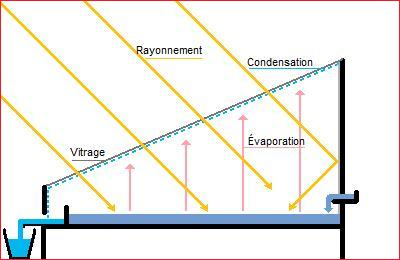 Rayonnement
Condensation
Évaporation
Vitrage